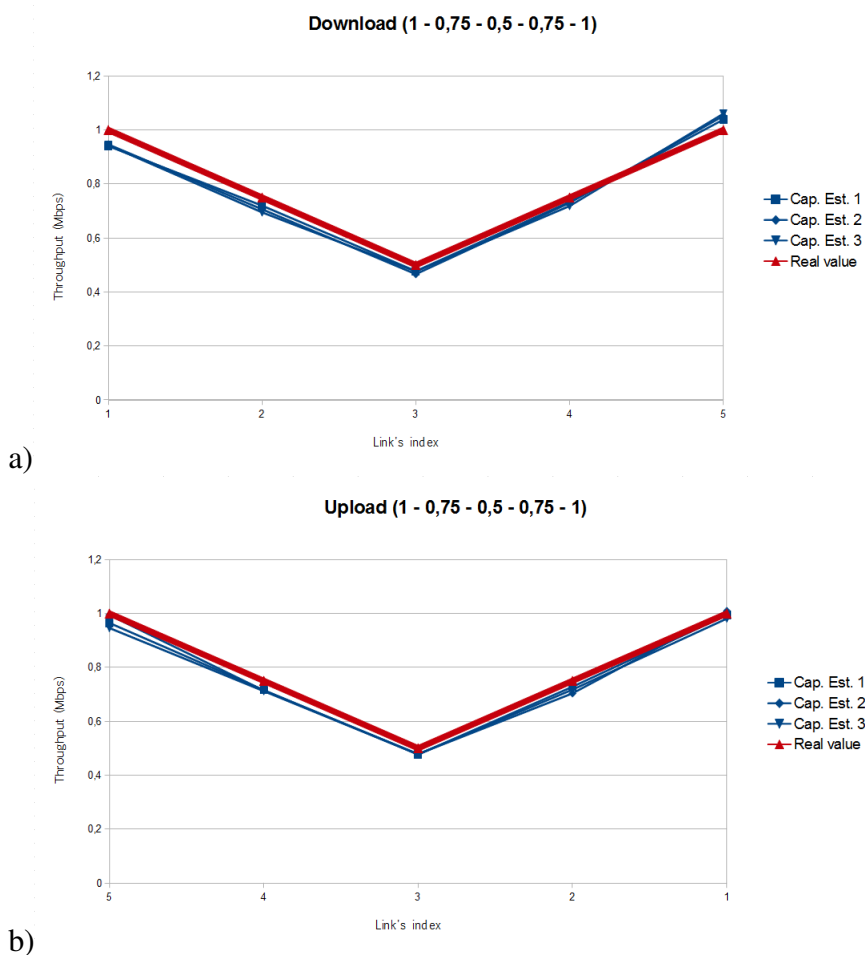 Download (1 - 0,75 - 0,5 - 0,75 - 1)
1,2
1
0,8
0,6
0,4
0,2
0
Throughput (Mbps)
1 2 3 4 5
Link's index
Cap. Est. 1
Cap. Est. 2
Cap. Est. 3
Real value
a)
Upload (1 - 0,75 - 0,5 - 0,75 - 1)
1,2
1
0,8
0,6
0,4
0,2
0
Throughput (Mbps)
5 4 3 2 1
Link's index
Cap. Est. 1
Cap. Est. 2
Cap. Est. 3
Real value
b)